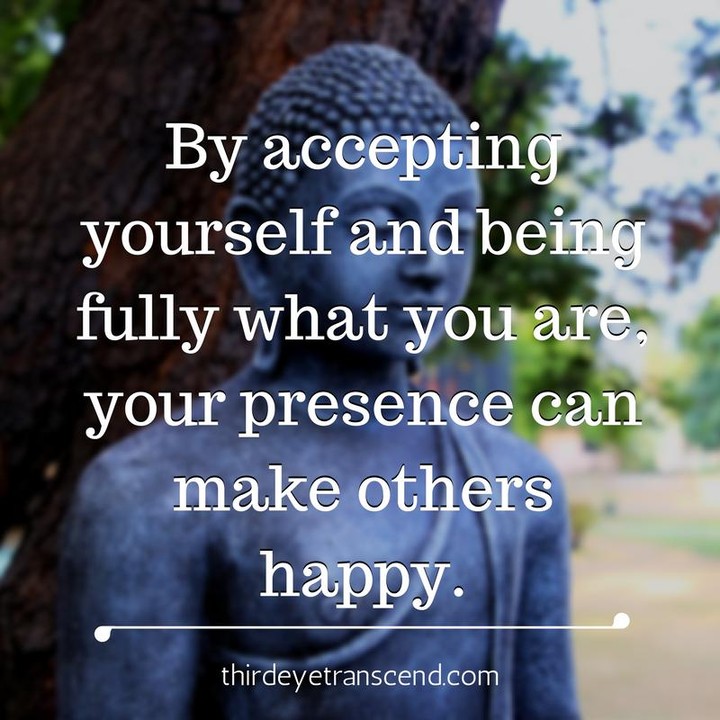 By accepting
yourself and being
fully what you are,
your presence can
make others
happy.
thirdeyetranscend.com